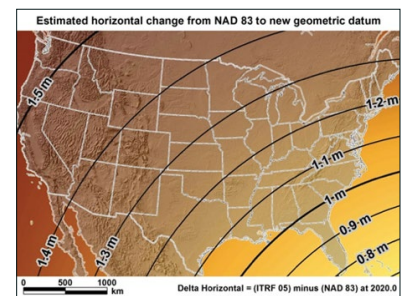 Estimated horizontal change from NAD 83 to new geometric datum
1.5 m
1.2 m
1.1 m
1 m
0.9 m
0.8 m
1.4 m
1.3 m
0 500 1000
km
Delta Horizontal = (ITRF 05) minus (NAD 83) at 2020.0